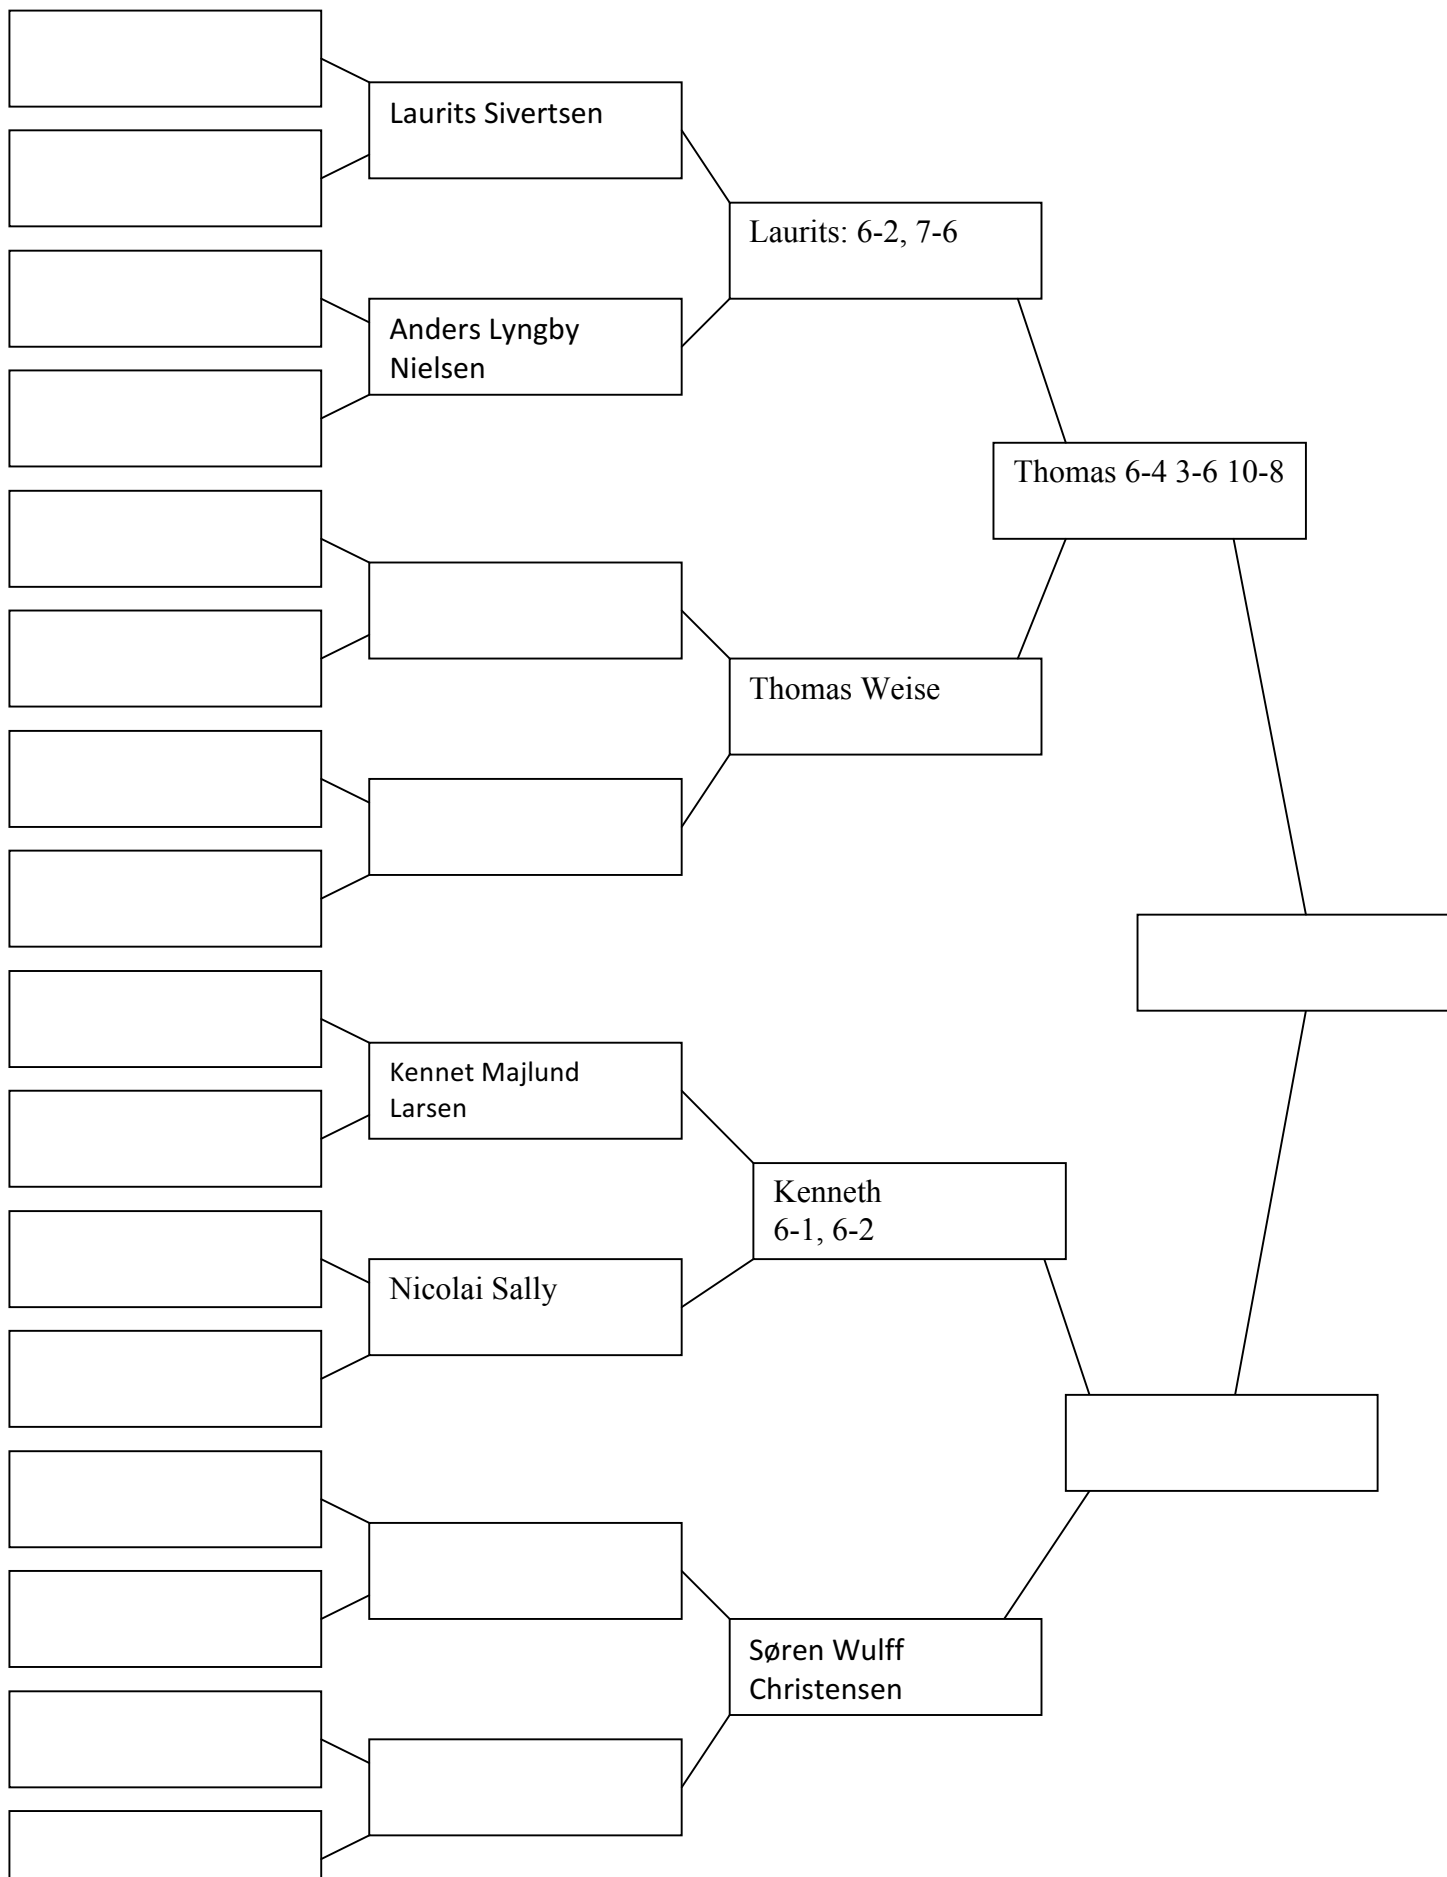 Laurits Sivertsen
Laurits: 6-2, 7-6
Anders Lyngby
Nielsen
Thomas 6-4 3-6 10-8
Thomas Weise
Kennet Majlund
Larsen
Kenneth
6-1, 6-2
Nicolai Sally
Søren Wulff
Christensen